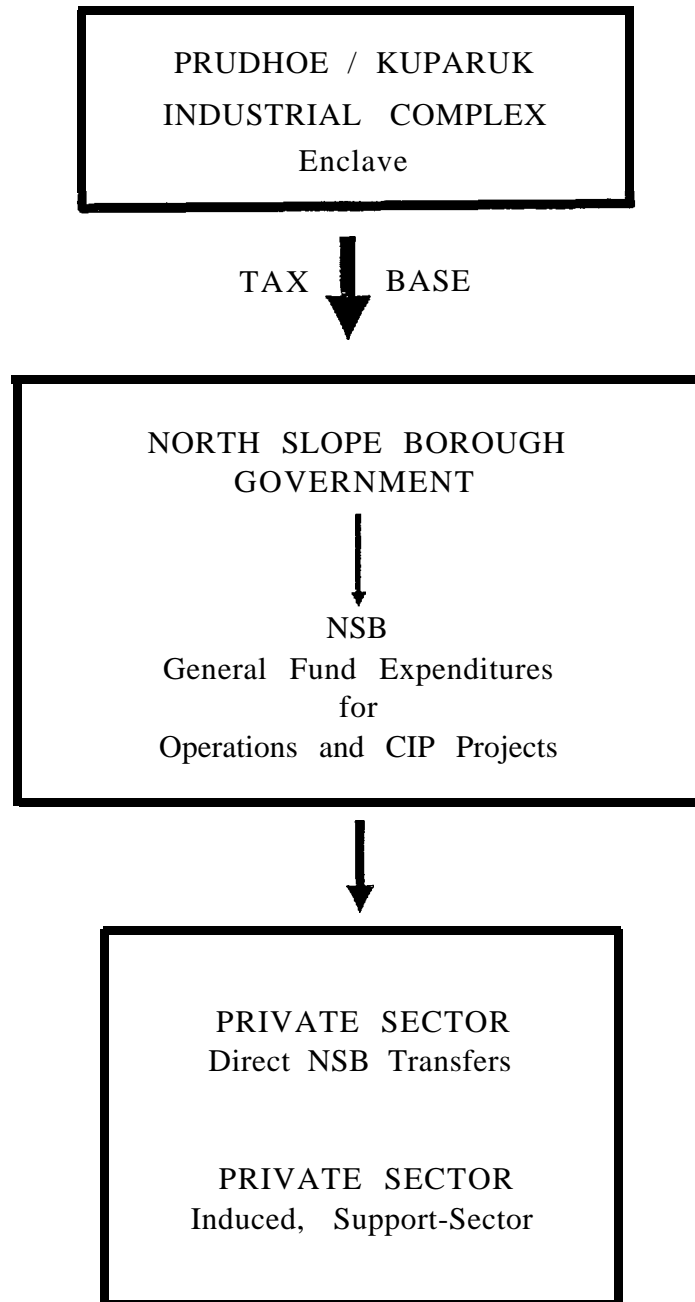 PRUDHOE / KUPARUK
INDUSTRIAL COMPLEX
Enclave
TAX BASE
NORTH SLOPE BOROUGH
GOVERNMENT
NSB
General Fund Expenditures
for
Operations and CIP Projects
PRIVATE SECTOR
Direct NSB Transfers
PRIVATE SECTOR
Induced, Support-Sector